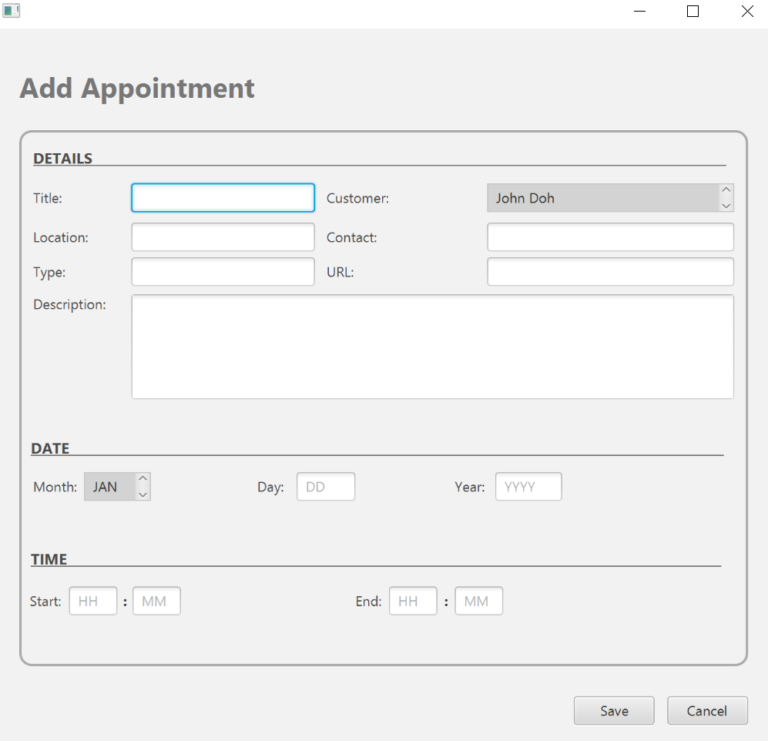 Add Appointment
DETAILS
Title: Customer: John Doh
Location: Contact:
Type: URL:
Description:
DATE
Month: JAN Day: DD Year: YYYY
TIME
Start: HH : MM End: HH : MM
Save Cancel